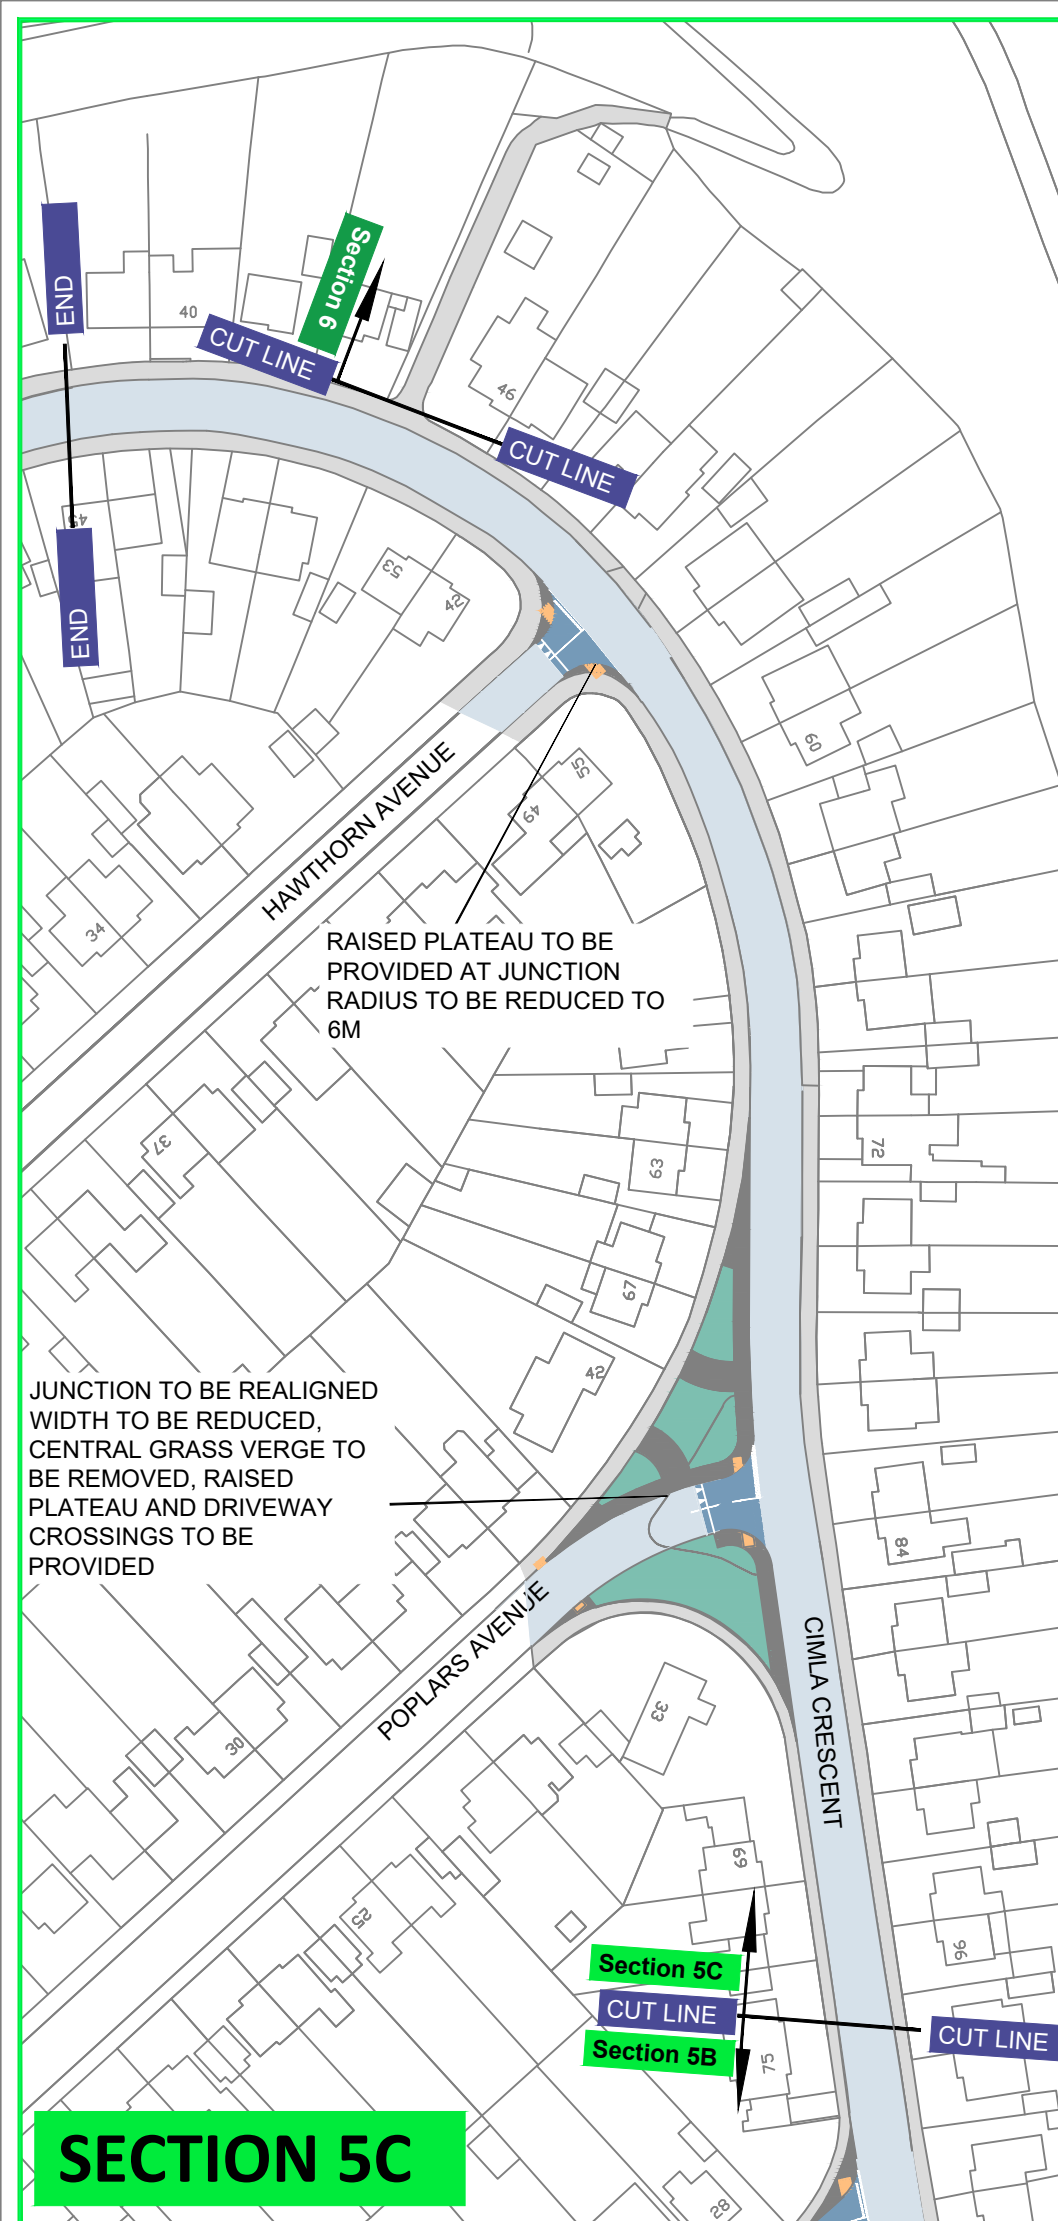 END
40
Section 6
CUT LINE
46
CUT LINE
45
END
53
42
60
55
49
HAWTHORN AVENUE
34
RAISED PLATEAU TO BE
PROVIDED AT JUNCTION
RADIUS TO BE REDUCED TO
6M
37
63
72
67
42
JUNCTION TO BE REALIGNED
WIDTH TO BE REDUCED,
CENTRAL GRASS VERGE TO
BE REMOVED, RAISED
PLATEAU AND DRIVEWAY
CROSSINGS TO BE
PROVIDED
84
POPLARS AVENUE
CIMLA CRESCENT
33
30
69
25
96
Section 5C
CUT LINE
Section 5B
CUT LINE
75
SECTION 5C
28